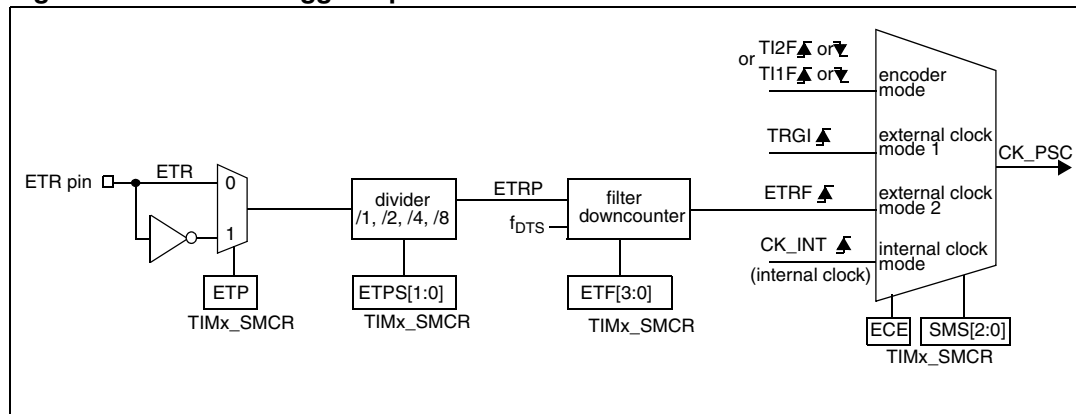 TI2F or
or TI1F or
encoder
mode
TRGI
external clock
mode 1
CK_PSC
ETR pin
ETR
0
1
divider
/1, /2, /4, /8
ETRP
fDTS
filter
downcounter
ETRF
external clock
mode 2
CK_INT
(internal clock)
internal clock
mode
ETP
TIMx_SMCR
ETPS[1:0]
TIMx_SMCR
ETF[3:0]
TIMx_SMCR
ECE
SMS[2:0]
TIMx_SMCR